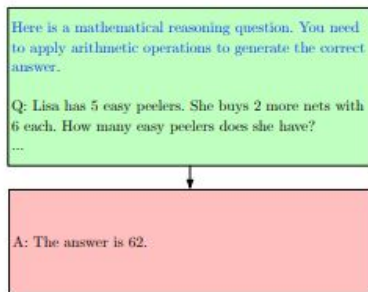 Here is a mathematical reasoning question. You need
to apply arithmetic operations to generate the correct
answer.
Q: Lisa has 5 easy peelers. She buys 2 more nets with
6 each. How many easy peelers does she have?
...
A: The answer is 62.